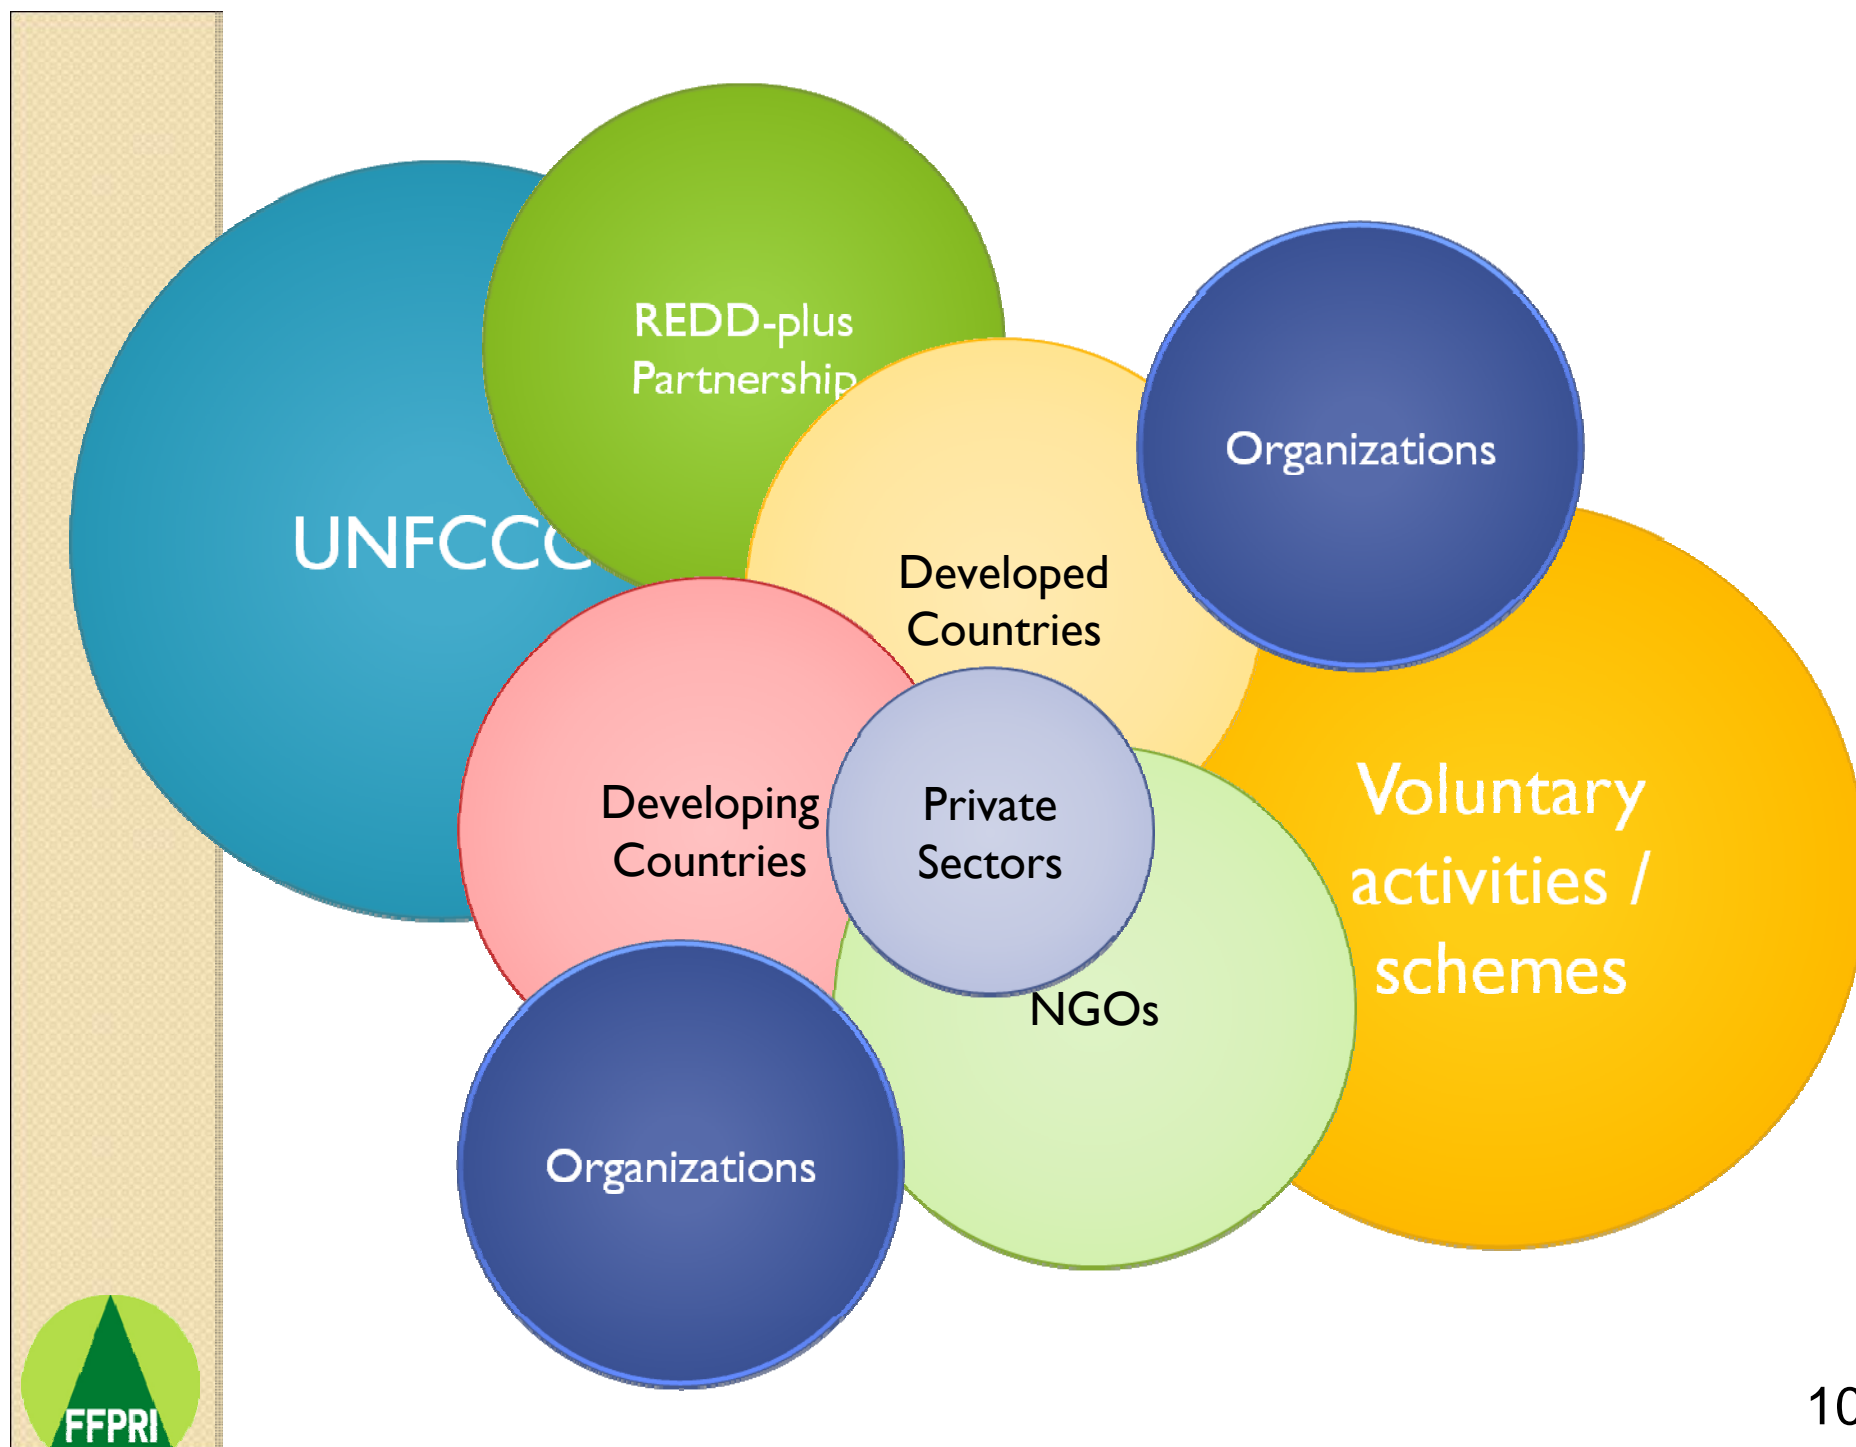 REDD-plus
Partnership
Organizations
UNFCCC
Developed
Countries
Developing
Countries
Private
Sectors
Voluntary
activities /
schemes
NGOs
Organizations
FFPRI
10